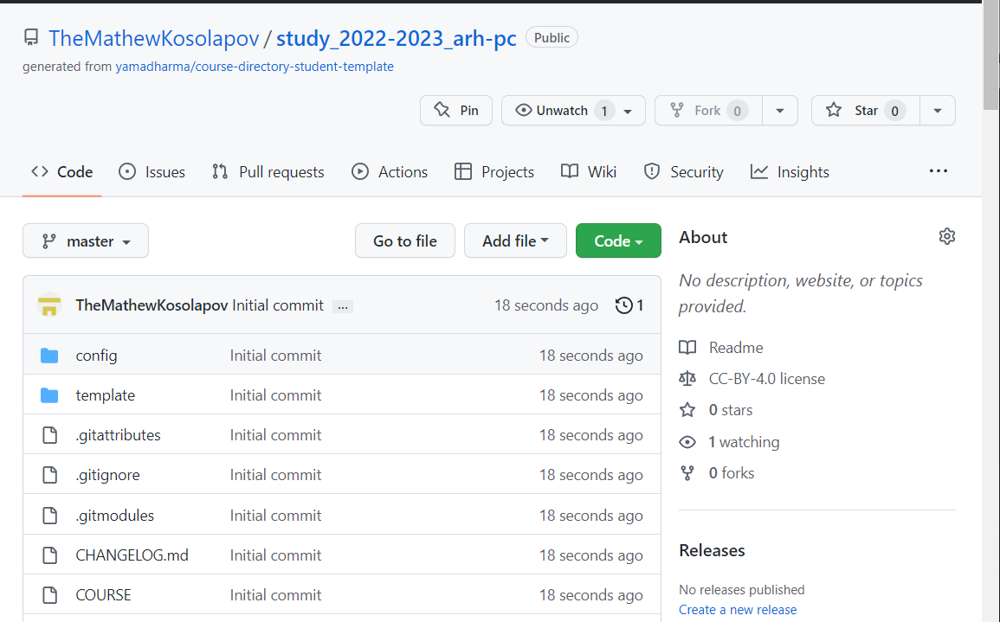 TheMathewKosolapov / study_2022-2023_arh-pc Public
generated from yamadharma/course-directory-student-template
Pin Unwatch 1 Fork 0 Star 0
Code Issues Pull requests Actions Projects Wiki Security Insights ...
master Go to file Add file Code
TheMathewKosolapov Initial commit ... 18 seconds ago 1
config Initial commit 18 seconds ago
template Initial commit 18 seconds ago
.gitattributes Initial commit 18 seconds ago
.gitignore Initial commit 18 seconds ago
.gitmodules Initial commit 18 seconds ago
CHANGELOG.md Initial commit 18 seconds ago
COURSE Initial commit 18 seconds ago
About
No description, website, or topics
provided.
Readme
CC-BY-4.0 license
0 stars
1 watching
0 forks
Releases
No releases published
Create a new release